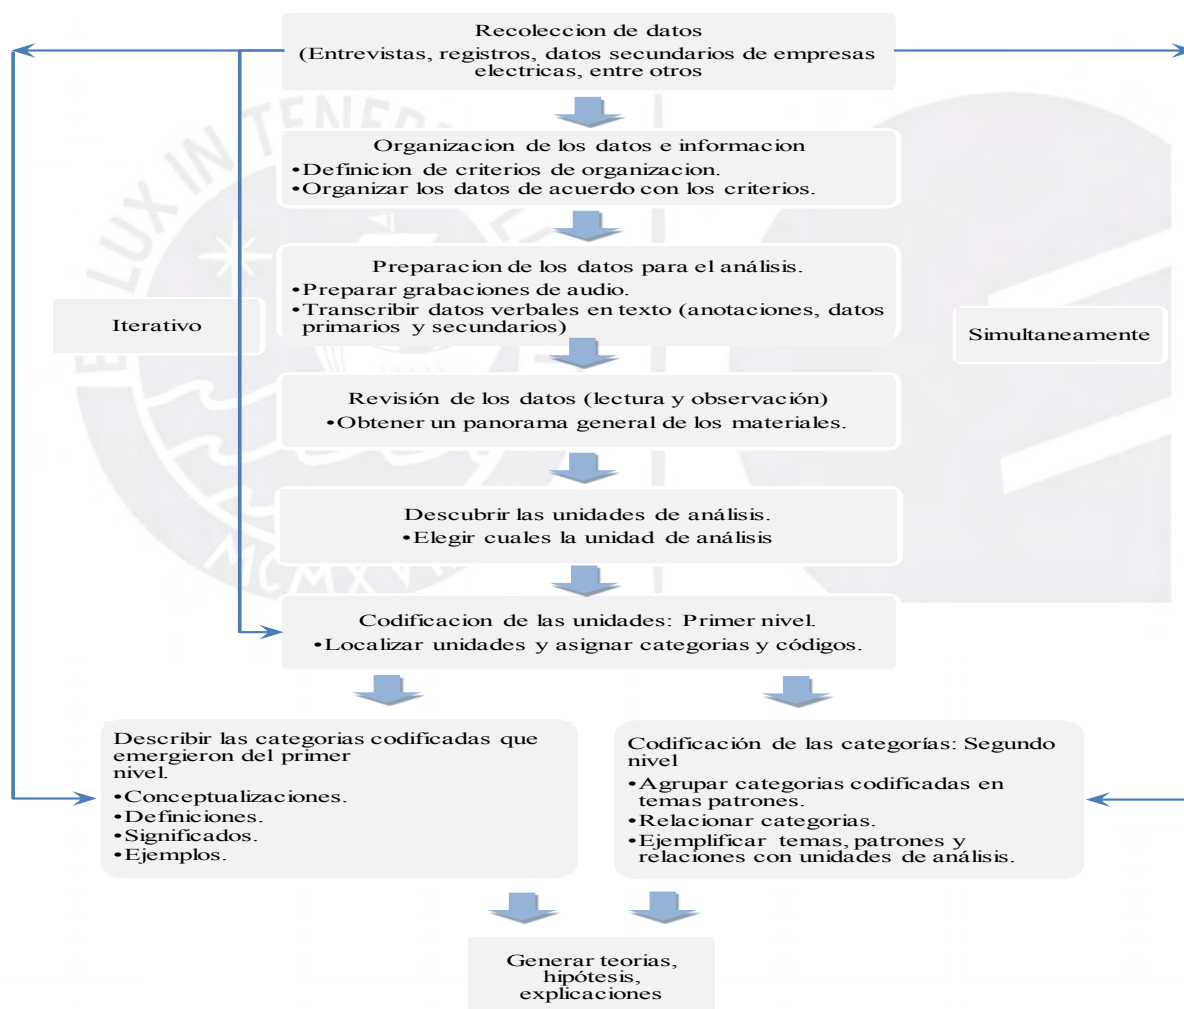 Recoleccion de datos
(Entrevistas, registros, datos secundarios de empresas
electricas, entre otros
Organizacion de los datos e informacion
•Definicion de criterios de organizacion.
•Organizar los datos de acuerdo con los criterios.
Preparacion de los datos para el análisis.
•Preparar grabaciones de audio.
•Transcribir datos verbales en texto (anotaciones, datos
primarios y secundarios)
Iterativo
Simultaneamente
Revisión de los datos (lectura y observación)
•Obtener un panorama general de los materiales.
Descubrir las unidades de análisis.
•Elegir cuales la unidad de análisis
Codificacion de las unidades: Primer nivel.
•Localizar unidades y asignar categorias y códigos.
Describir las categorias codificadas que
emergieron del primer
nivel.
•Conceptualizaciones.
•Definiciones.
•Significados.
•Ejemplos.
Codificación de las categorías: Segundo
nivel
•Agrupar categorias codificadas en
temas patrones.
•Relacionar categorias.
•Ejemplificar temas, patrones y
relaciones con unidades de análisis.
Generar teorias,
hipótesis,
explicaciones